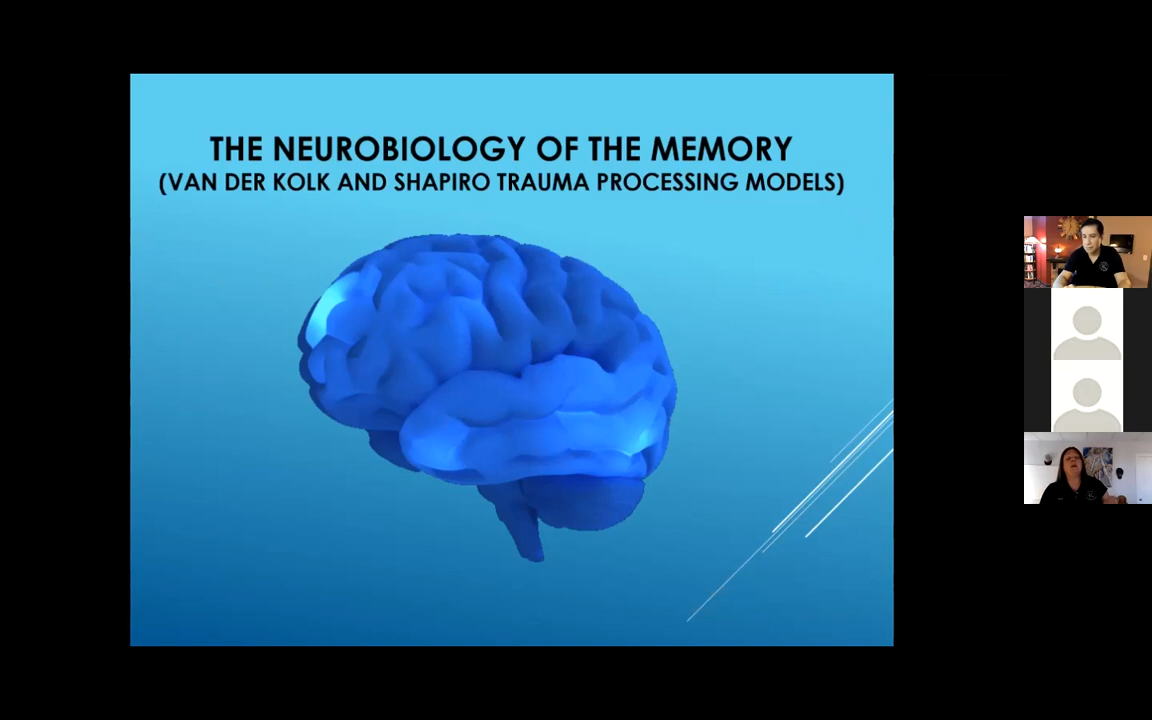 THE NEUROBIOLOGY OF THE MEMORY
(VAN DER KOLK AND SHAPIRO TRAUMA PROCESSING MODELS)